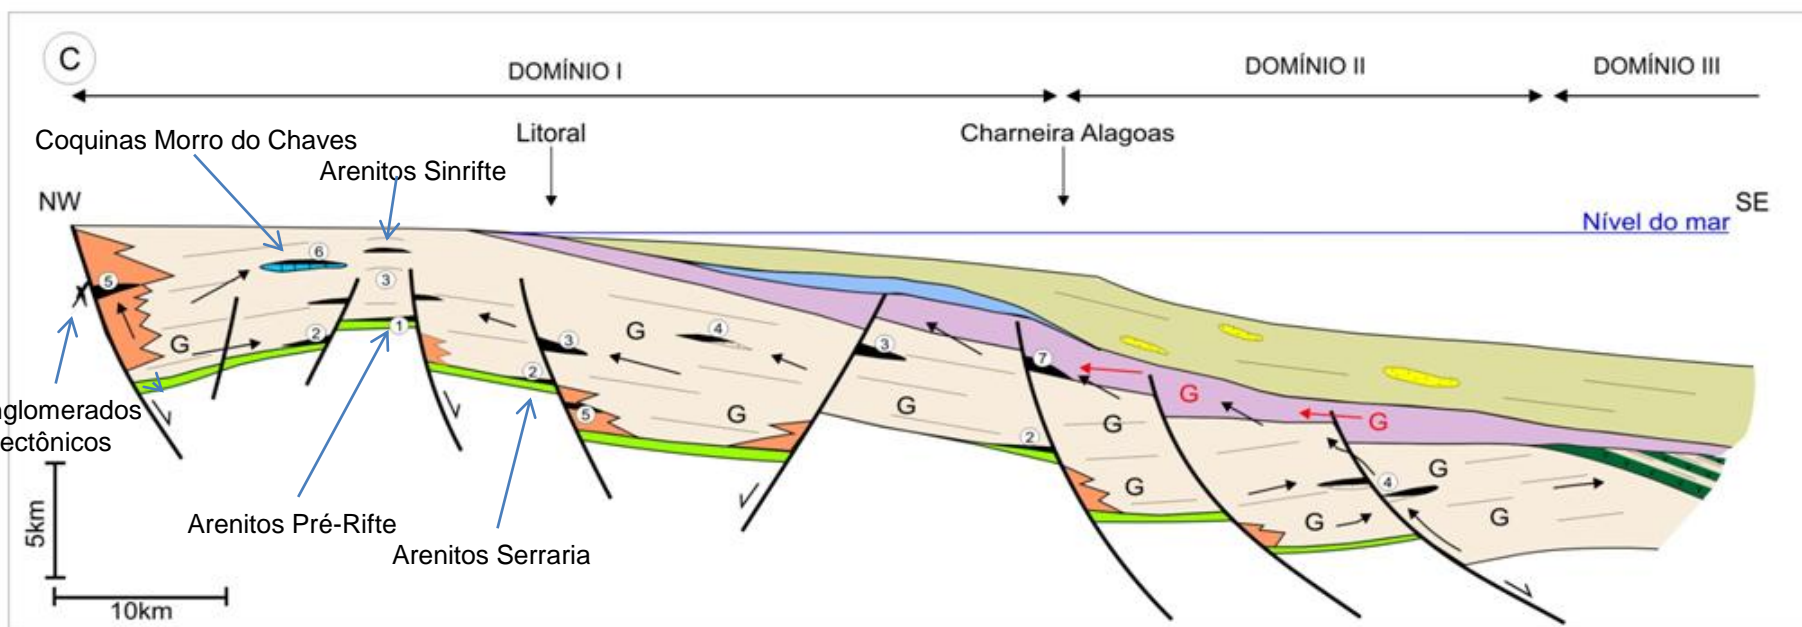 C
DOMÍNIO I
DOMÍNIO II
DOMÍNIO III
Coquinas Morro do Chaves
Litoral
Charneira Alagoas
Arenitos Sinrifte
NW
SE
Nível do mar
6
5
3
1
2
G
3
G
4
3
2
5
G
G
7
2
G
G
G
G
G
4
G
G
nglomerados
ectônicos
Arenitos Pré-Rifte
Arenitos Serraria
5km
10km